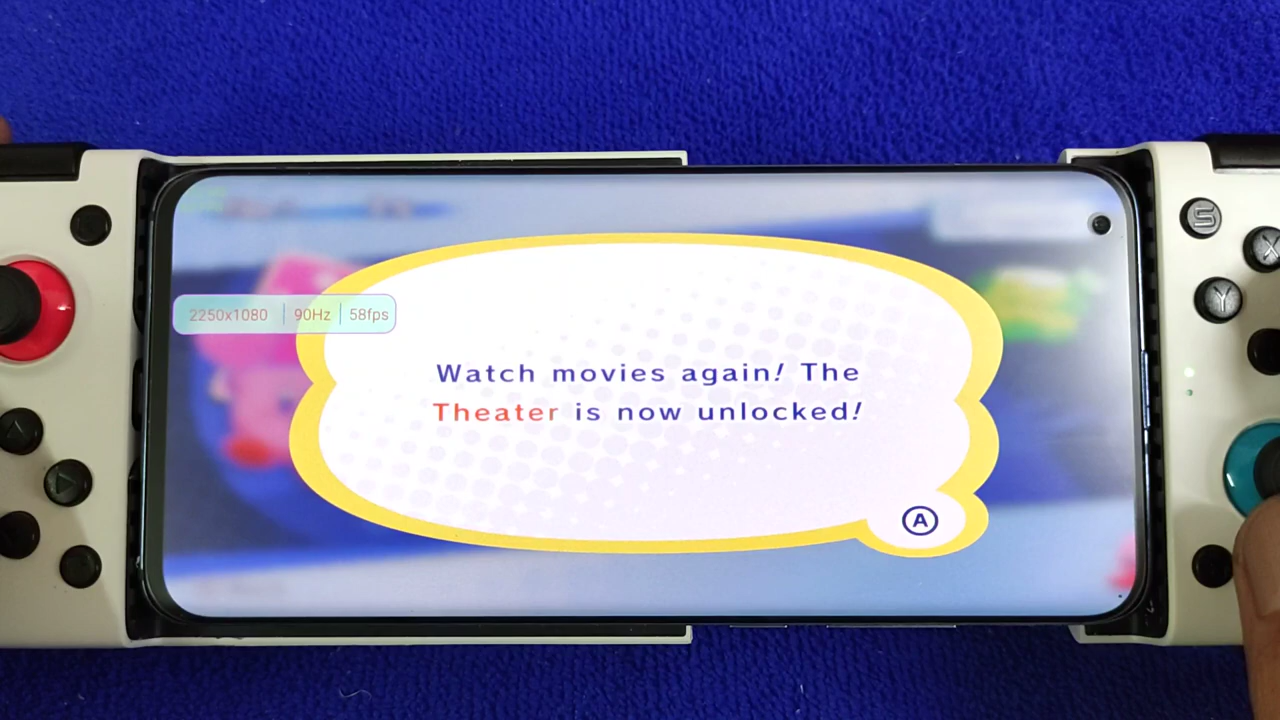 2250x1080 90Hz 58fps
Watch movies again! The
Theater is now unlocked!
A
S
X
Y